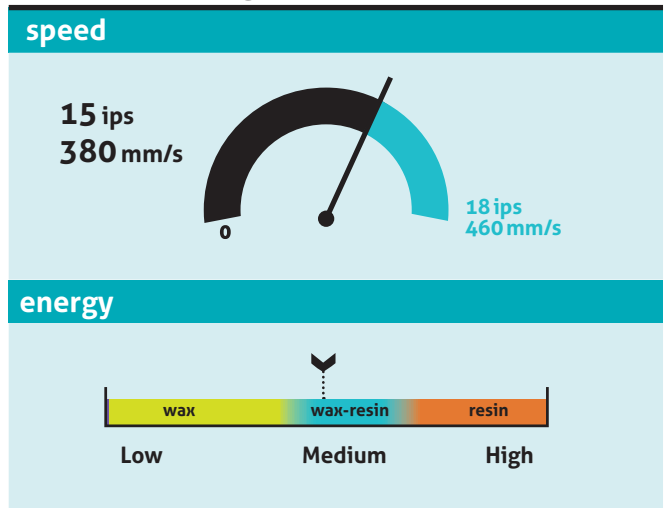 speed
15 ips
380 mm/s
0
18 ips
460 mm/s
energy
wax wax-resin resin
Low Medium High